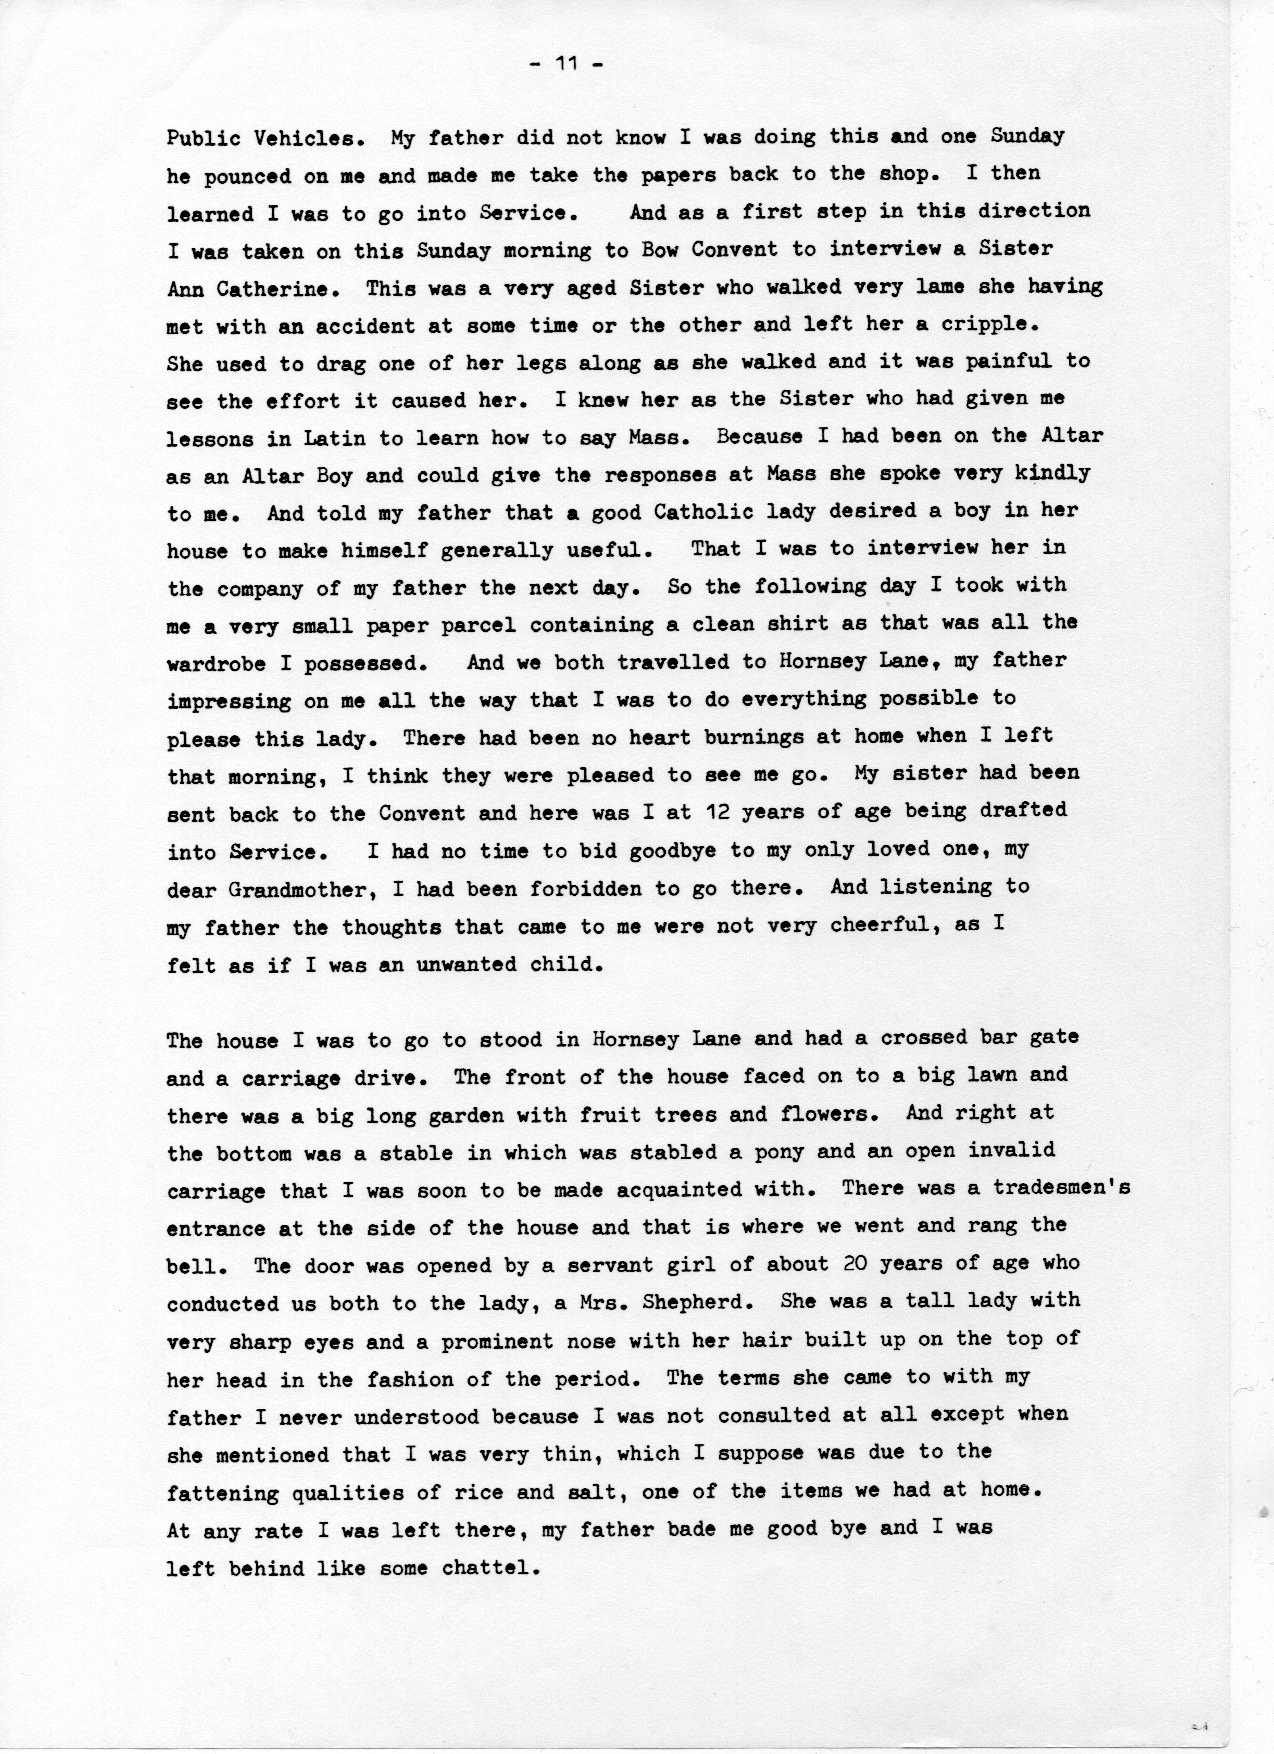 - 11 -
Public Vehicles. My father did not know I was doing this and one Sunday
he pounced on me and made me take the papers back to the shop. I then
learned I was to go into Service. And as a first step in this direction
I was taken on this Sunday morning to Bow Convent to interview a Sister
Ann Catherine. This was a very aged Sister who walked very lame she having
met with an accident at some time or the other and left her a cripple.
She used to drag one of her legs along as she walked and it was painful to
see the effort it caused her. I knew her as the Sister who had given me
lessons in Latin to learn how to say Mass. Because I had been on the Altar
as an Altar Boy and could give the responses at Mass she spoke very kindly
to me. And told my father that a good Catholic lady desired a boy in her
house to make himself generally useful. That I was to interview her in
the company of my father the next day. So the following day I took with
me a very small paper parcel containing a clean shirt as that was all the
wardrobe I possessed. And we both travelled to Hornsey Lane, my father
impressing on me all the way that I was to do everything possible to
please this lady. There had been no heart burnings at home when I left
that morning, I think they were pleased to see me go. My sister had been
sent back to the Convent and here was I at 12 years of age being drafted
into Service. I had no time to bid goodbye to my only loved one, my
dear Grandmother, I had been forbidden to go there. And listening to
my father the thoughts that came to me were not very cheerful, as I
felt as if I was an unwanted child.
The house I was to go to stood in Hornsey Lane and had a crossed bar gate
and a carriage drive. The front of the house faced on to a big lawn and
there was a big long garden with fruit trees and flowers. And right at
the bottom was a stable in which was stabled a pony and an open invalid
carriage that I was soon to be made acquainted with. There was a tradesmen's
entrance at the side of the house and that is where we went and rang the
bell. The door was opened by a servant girl of about 20 years of age who
conducted us both to the lady, a Mrs. Shepherd. She was a tall lady with
very sharp eyes and a prominent nose with her hair built up on the top of
her head in the fashion of the period. The terms she came to with my
father I never understood because I was not consulted at all except when
she mentioned that I was very thin, which I suppose was due to the
fattening qualities of rice and salt, one of the items we had at home.
At any rate I was left there, my father bade me good bye and I was
left behind like some chattel.